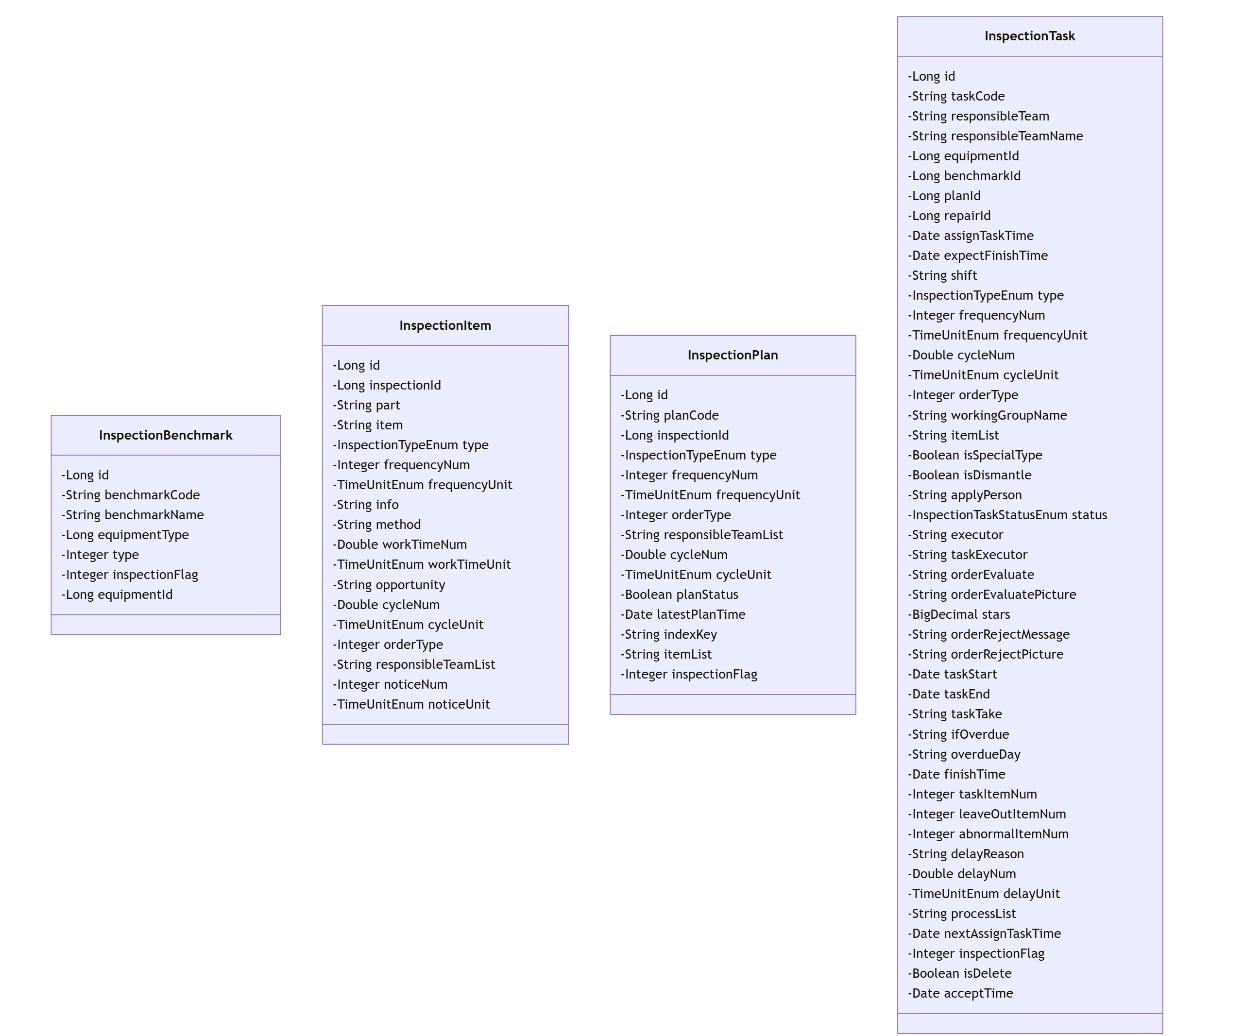 InspectionBenchmark
-Long id
-String benchmarkCode
-String benchmarkName
-Long equipmentType
-Integer type
-Integer inspectionFlag
-Long equipmentId
InspectionItem
-Long id
-Long inspectionId
-String part
-String item
-InspectionTypeEnum type
-Integer frequencyNum
-TimeUnitEnum frequencyUnit
-String info
-String method
-Double workTimeNum
-TimeUnitEnum workTimeUnit
-String opportunity
-Double cycleNum
-TimeUnitEnum cycleUnit
-Integer orderType
-String responsibleTeamList
-Integer noticeNum
-TimeUnitEnum noticeUnit
InspectionPlan
-Long id
-String planCode
-Long inspectionId
-InspectionTypeEnum type
-Integer frequencyNum
-TimeUnitEnum frequencyUnit
-Integer orderType
-String responsibleTeamList
-Double cycleNum
-TimeUnitEnum cycleUnit
-Boolean planStatus
-Date latestPlanTime
-String indexKey
-String itemList
-Integer inspectionFlag
InspectionTask
-Long id
-String taskCode
-String responsibleTeam
-String responsibleTeamName
-Long equipmentId
-Long benchmarkId
-Long planId
-Long repairId
-Date assignTaskTime
-Date expectFinishTime
-String shift
-InspectionTypeEnum type
-Integer frequencyNum
-TimeUnitEnum frequencyUnit
-Double cycleNum
-TimeUnitEnum cycleUnit
-Integer orderType
-String workingGroupName
-String itemList
-Boolean isSpecialType
-Boolean isDismantle
-String applyPerson
-InspectionTaskStatusEnum status
-String executor
-String taskExecutor
-String orderEvaluate
-String orderEvaluatePicture
-BigDecimal stars
-String orderRejectMessage
-String orderRejectPicture
-Date taskStart
-Date taskEnd
-String taskTake
-String ifOverdue
-String overdueDay
-Date finishTime
-Integer taskItemNum
-Integer leaveOutItemNum
-Integer abnormalItemNum
-String delayReason
-Double delayNum
-TimeUnitEnum delayUnit
-String processList
-Date nextAssignTaskTime
-Integer inspectionFlag
-Boolean isDelete
-Date acceptTime